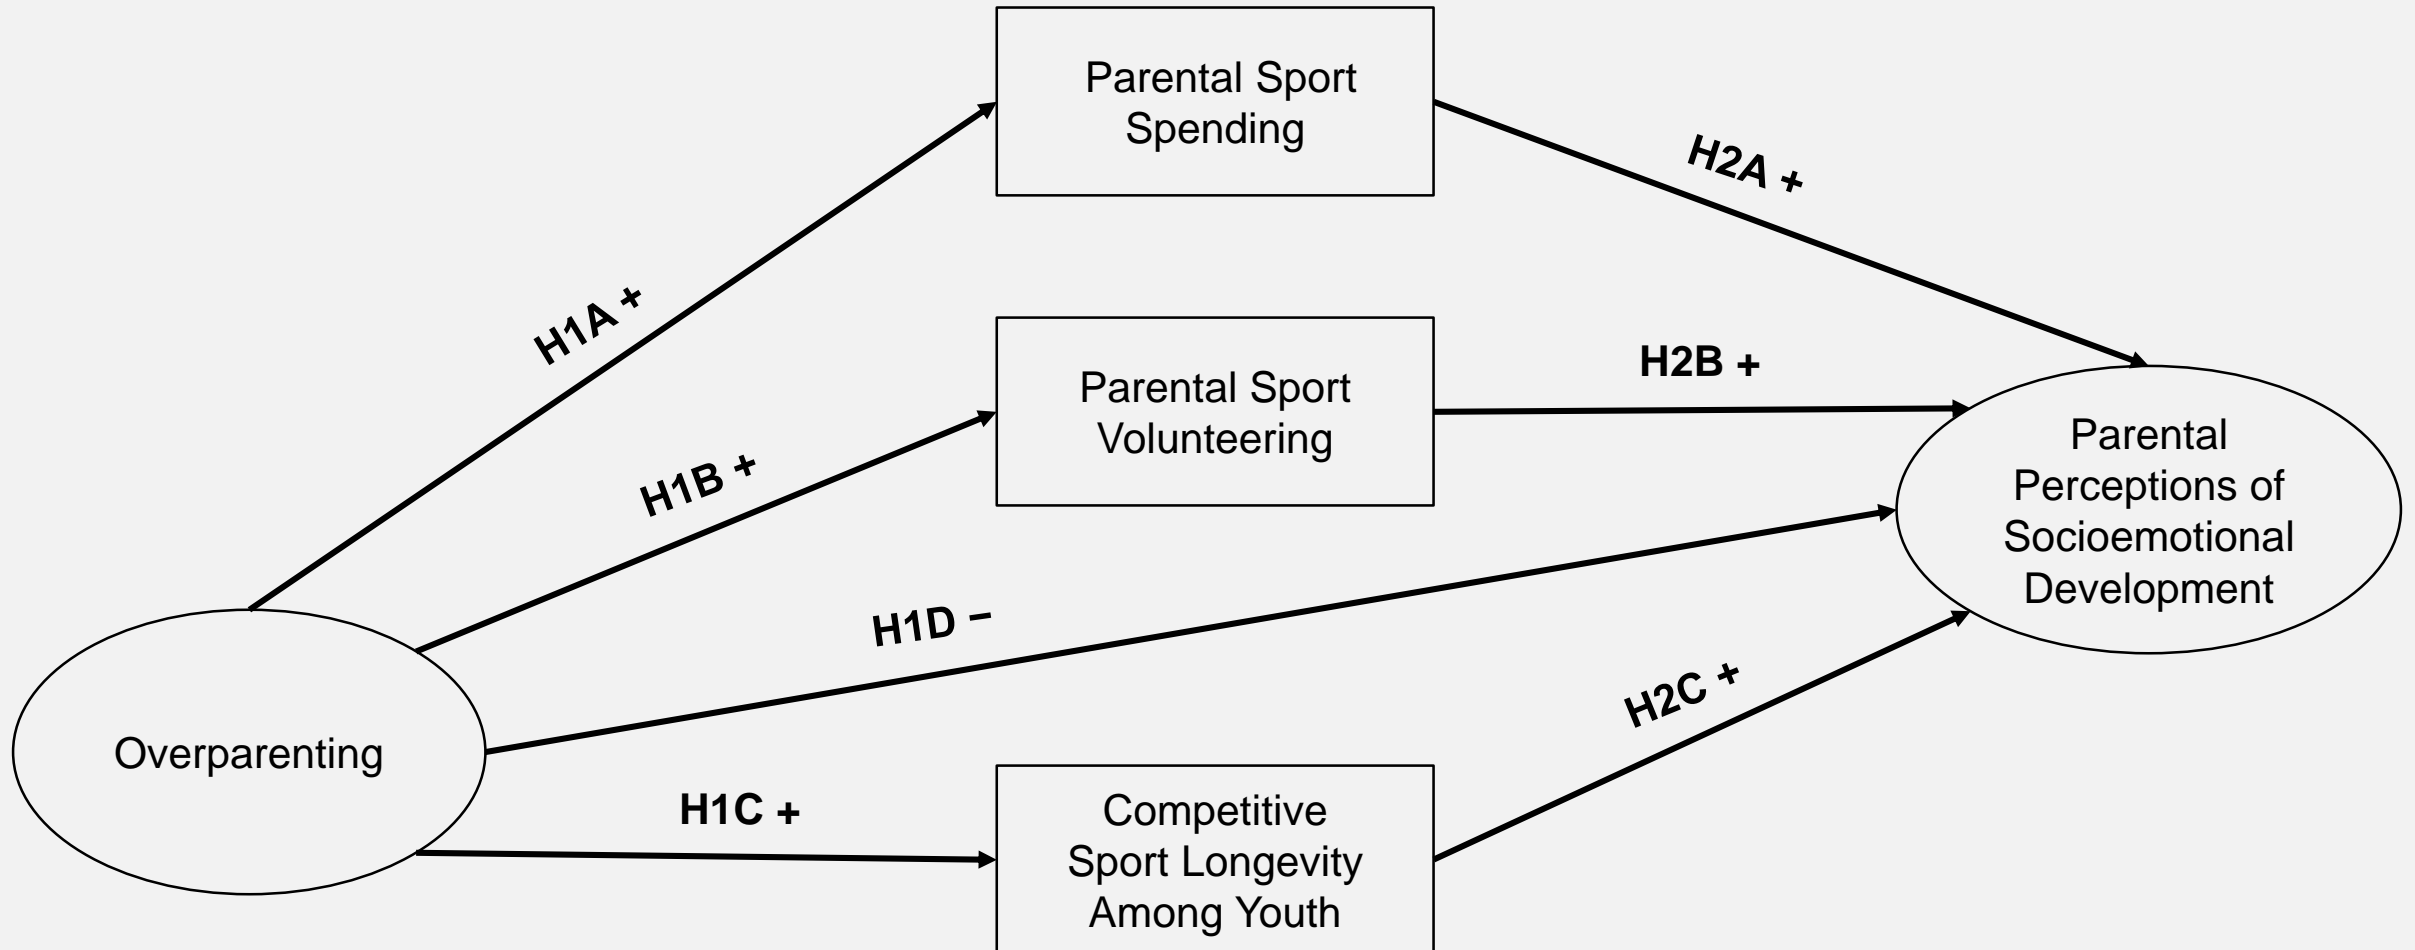 Parental Sport
Spending
H2A +
H1A +
Parental Sport
Volunteering
H2B +
H1B +
Parental
Perceptions of
Socioemotional
Development
H1D −
H2C +
Overparenting
H1C +
Competitive
Sport Longevity
Among Youth